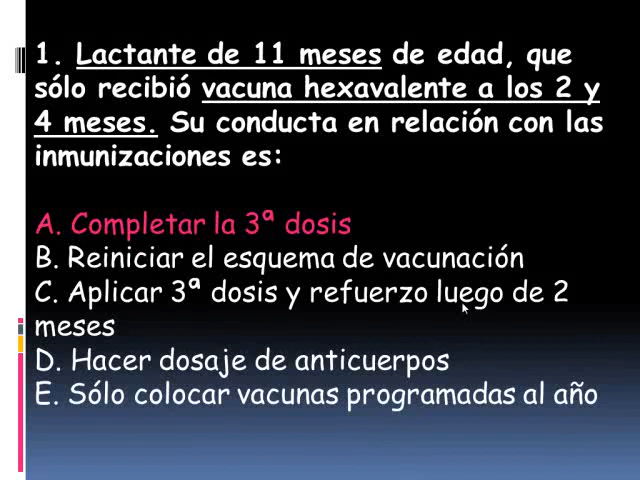 1. Lactante de 11 meses de edad, que
sólo recibió vacuna hexavalente a los 2 y
4 meses. Su conducta en relación con las
inmunizaciones es:
A. Completar la 3ª dosis
B. Reiniciar el esquema de vacunación
C. Aplicar 3ª dosis y refuerzo luego de 2
meses
D. Hacer dosaje de anticuerpos
E. Sólo colocar vacunas programadas al año